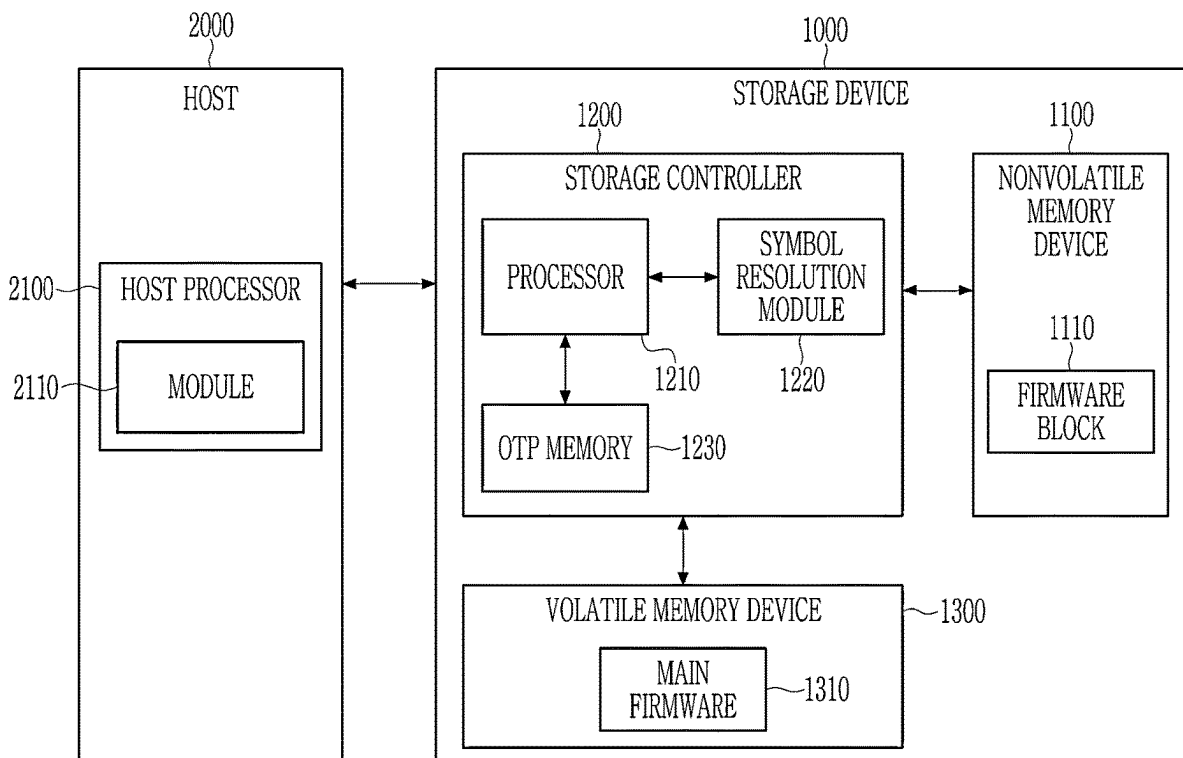 2000
HOST
2100
HOST PROCESSOR
2110
MODULE
1000
STORAGE DEVICE
1200
STORAGE CONTROLLER
PROCESSOR
1210
SYMBOL
RESOLUTION
MODULE
1220
OTP MEMORY
1230
1100
NONVOLATILE
MEMORY
DEVICE
1110
FIRMWARE
BLOCK
VOLATILE MEMORY DEVICE
1300
MAIN
FIRMWARE
1310